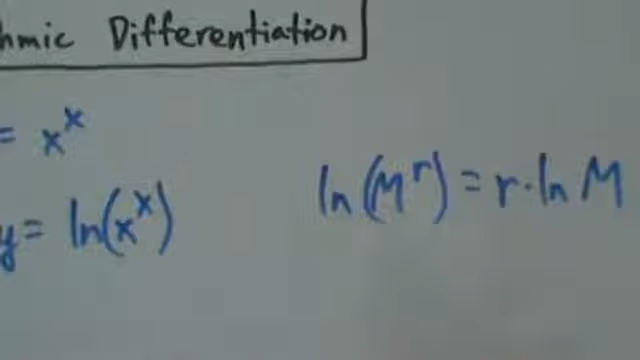 hmic Differentiation
= x^x
y = ln(x^x)
ln(M^r) = r·ln M